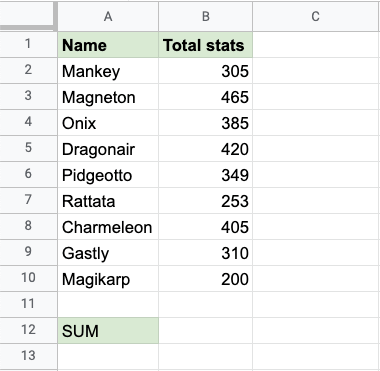 A B C
1 Name Total stats
2 Mankey 305
3 Magneton 465
4 Onix 385
5 Dragonair 420
6 Pidgeotto 349
7 Rattata 253
8 Charmeleon 405
9 Gastly 310
10 Magikarp 200
11
12 SUM
13